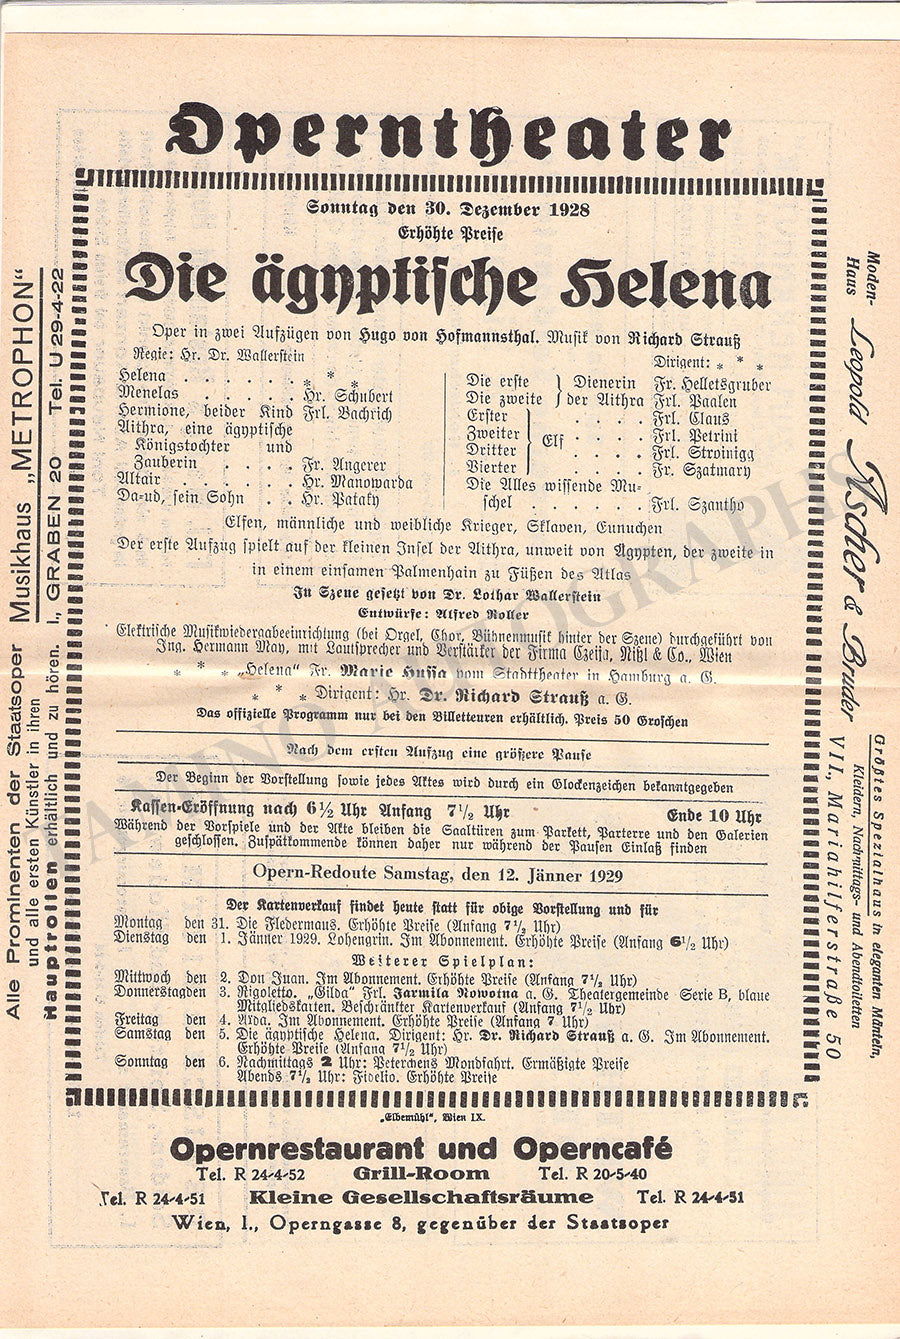 Operntheater
Sonntag den 30. Dezember 1928
Erhöhte Preise
Die ägyptische Helena
Oper in zwei Aufzügen von Hugo von Hofmannsthal. Musik von Richard Strauß
Regie: Hr. Dr. Wallerstein
Dirigent: * * *
Helena . . . . . . . * * *
Menelas . . . . . . Hr. Schubert
Hermione, beider Kind Frl. Bachrich
Aithra, eine ägyptische
Königstochter und
Zauberin . . . . Fr. Angerer
Altair . . . . . . . Hr. Manowarda
Da-ud, sein Sohn . . Hr. Pataky
Die erste } Dienerin Fr. Helletsgruber
Die zweite } der Aithra Frl. Paalen
Erster } . . . . Frl. Claus
Zweiter } Elf . . . . Frl. Petrini
Dritter } . . . . Frl. Stroinigg
Vierter } . . . . Fr. Szatmary
Die Alles wissende Mu-
schel . . . . . . Frl. Szantho
Elfen, männliche und weibliche Krieger, Sklaven, Eunuchen
Der erste Aufzug spielt auf der kleinen Insel der Aithra, unweit von Ägypten, der zweite in
in einem einsamen Palmenhain zu Füßen des Atlas
In Szene gesetzt von Dr. Lothar Wallerstein
Entwürfe: Alfred Roller
Elektrische Musikwiedergabeeinrichtung (bei Orgel, Chor, Bühnenmusik hinter der Szene) durchgeführt von
Ing. Hermann May, mit Lautsprecher und Verstärker der Firma Czeija, Nißl & Co., Wien
* * * „Helena“ Fr. Marie Hussa vom Stadttheater in Hamburg a. G.
* * * Dirigent: Hr. Dr. Richard Strauß a. G.
Das offizielle Programm nur bei den Billetteuren erhältlich. Preis 50 Groschen
Nach dem ersten Aufzug eine größere Pause
Der Beginn der Vorstellung sowie jedes Aktes wird durch ein Glockenzeichen bekanntgegeben
Kassen-Eröffnung nach 6½ Uhr Anfang 7½ Uhr Ende 10 Uhr
Während der Vorspiele und der Akte bleiben die Saaltüren zum Parkett, Parterre und den Galerien
geschlossen. Zuspätkommende können daher nur während der Pausen Einlaß finden
Opern-Redoute Samstag, den 12. Jänner 1929
Der Kartenverkauf findet heute statt für obige Vorstellung und für
Montag den 31. Die Fledermaus. Erhöhte Preise (Anfang 7½ Uhr)
Dienstag den 1. Jänner 1929. Lohengrin. Im Abonnement. Erhöhte Preise (Anfang 6½ Uhr)
Weiterer Spielplan:
Mittwoch den 2. Don Juan. Im Abonnement. Erhöhte Preise (Anfang 7½ Uhr)
Donnerstag den 3. Rigoletto. „Gilda“ Frl. Jarmila Nowotna a. G. Theatergemeinde Serie B, blaue
Mitgliedskarten. Beschränkter Kartenverkauf (Anfang 7½ Uhr)
Freitag den 4. Aida. Im Abonnement. Erhöhte Preise (Anfang 7 Uhr)
Samstag den 5. Die ägyptische Helena. Dirigent: Hr. Dr. Richard Strauß a. G. Im Abonnement.
Erhöhte Preise (Anfang 7½ Uhr)
Sonntag den 6. Nachmittags 2 Uhr: Peterchens Mondfahrt. Ermäßigte Preise
Abends 7½ Uhr: Fidelio. Erhöhte Preise
„Elbemühl“, Wien IX.
Opernrestaurant und Operncafé
Tel. R 24-4-52 Grill-Room Tel. R 20-5-40
Tel. R 24-4-51 Kleine Gesellschaftsräume Tel. R 24-4-51
Wien, I., Operngasse 8, gegenüber der Staatsoper
Alle Prominenten der Staatsoper
und alle ersten Künstler in ihren
Hauptrollen erhältlich und zu hören.
Musikhaus „METROPHON“
I., GRABEN 20 Tel. U 29-4-22
Moden-
Haus
Leopold Ascher & Bruder
VII., Mariahilferstraße 50
Größtes Spezialhaus in eleganten Mänteln,
Kleidern, Nachmittags- und Abendtoiletten
TAMINO AUTOGRAPHS